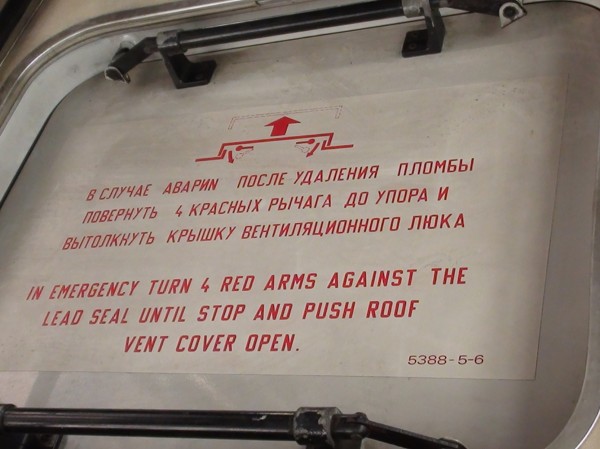 В СЛУЧАЕ АВАРИИ ПОСЛЕ УДАЛЕНИЯ ПЛОМБЫ
ПОВЕРНУТЬ 4 КРАСНЫХ РЫЧАГА ДО УПОРА И
ВЫТОЛКНУТЬ КРЫШКУ ВЕНТИЛЯЦИОННОГО ЛЮКА
IN EMERGENCY TURN 4 RED ARMS AGAINST THE
LEAD SEAL UNTIL STOP AND PUSH ROOF
VENT COVER OPEN.
5388-5-6